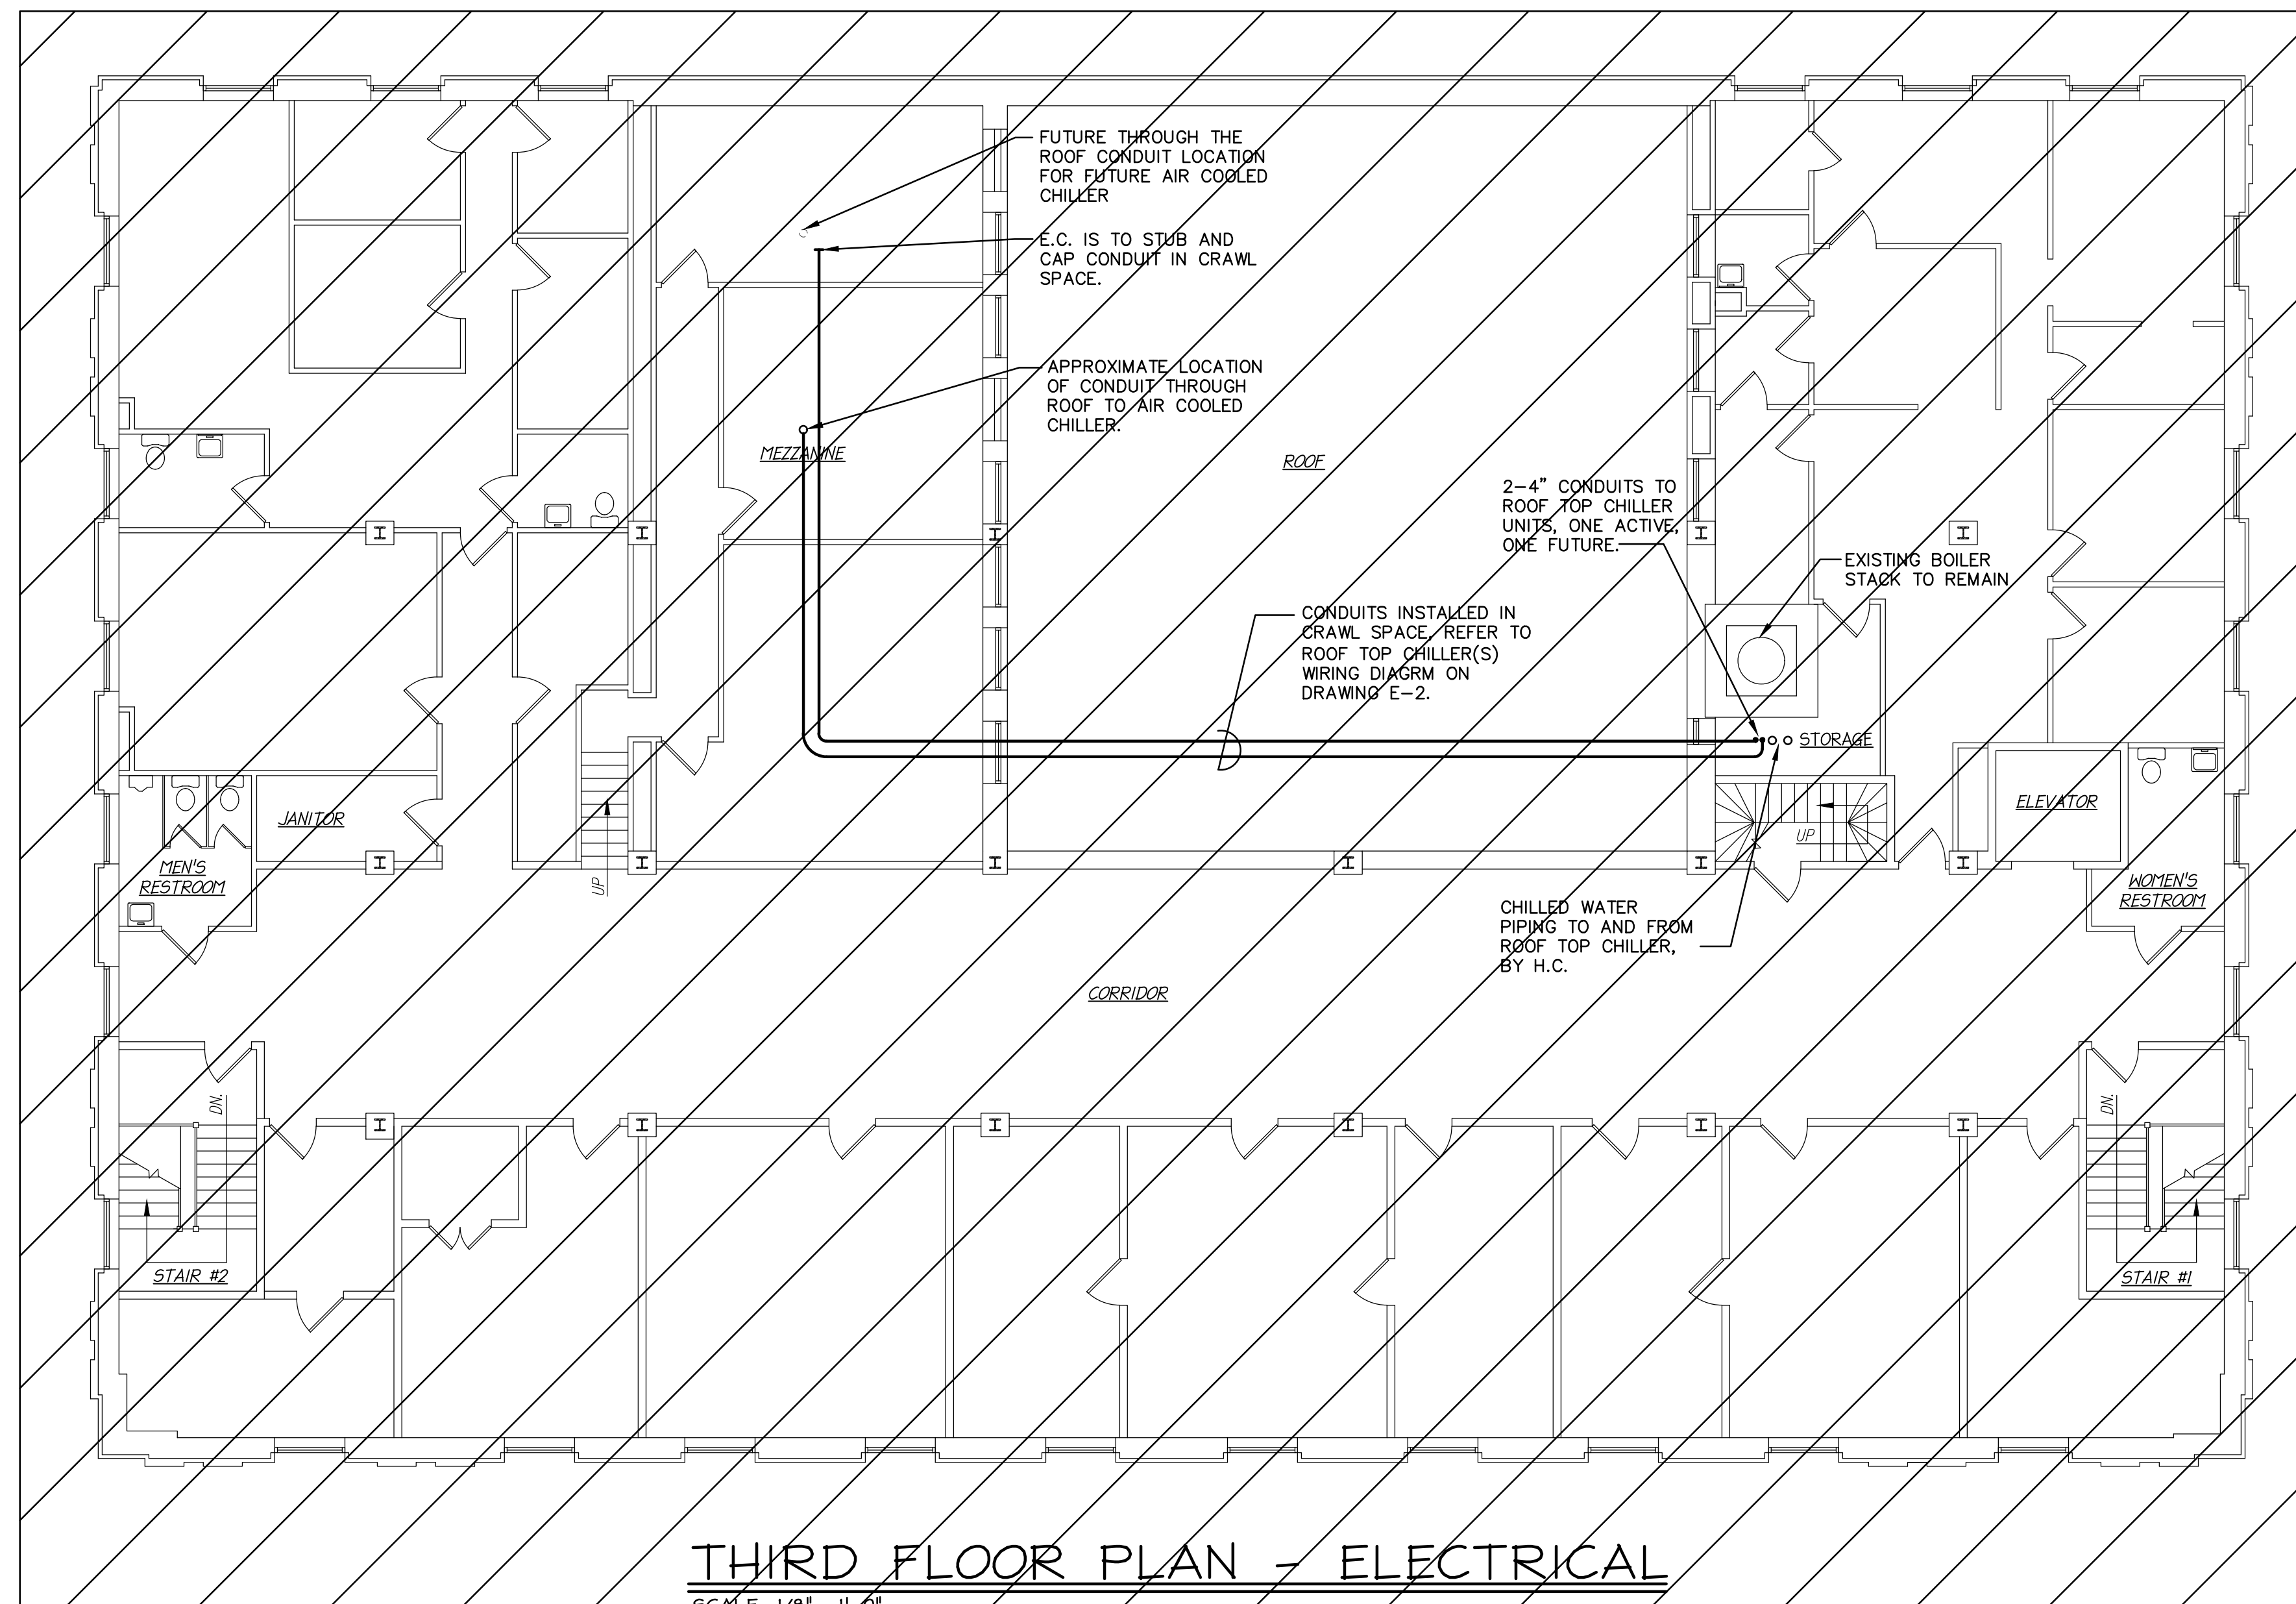 FUTURE THROUGH THE
ROOF CONDUIT LOCATION
FOR FUTURE AIR COOLED
CHILLER
E.C. IS TO STUB AND
CAP CONDUIT IN CRAWL
SPACE.
APPROXIMATE LOCATION
OF CONDUIT THROUGH
ROOF TO AIR COOLED
CHILLER.
MEZZANINE
ROOF
2-4" CONDUITS TO
ROOF TOP CHILLER
UNITS, ONE ACTIVE,
ONE FUTURE.
EXISTING BOILER
STACK TO REMAIN
CONDUITS INSTALLED IN
CRAWL SPACE, REFER TO
ROOF TOP CHILLER(S)
WIRING DIAGRM ON
DRAWING E-2.
STORAGE
ELEVATOR
JANITOR
UP
MEN'S
RESTROOM
UP
WOMEN'S
RESTROOM
CHILLED WATER
PIPING TO AND FROM
ROOF TOP CHILLER,
BY H.C.
CORRIDOR
DN.
DN.
STAIR #2
STAIR #1
THIRD FLOOR PLAN - ELECTRICAL